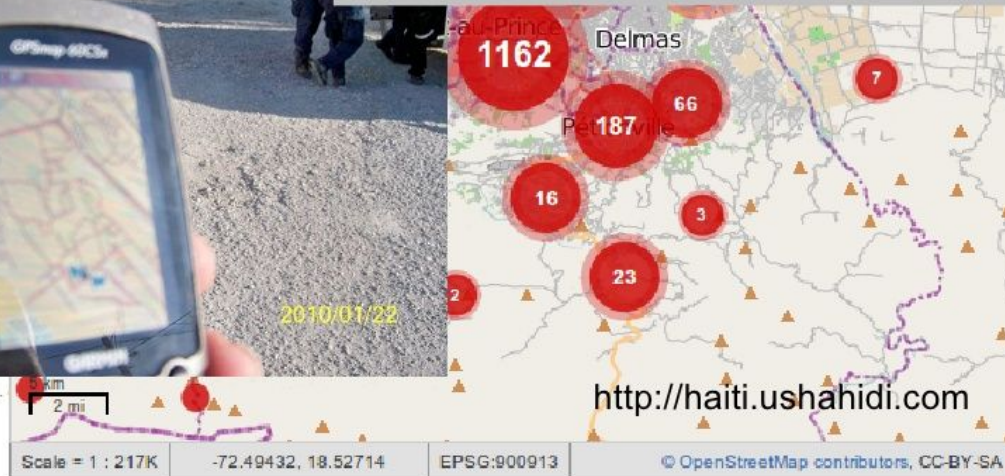 GPSmap 60CSx
-au-Prince
Delmas
1162
7
66
187
16
3
23
2
2010/01/22
GARMIN
5 km
2 mi
http://haiti.ushahidi.com
Scale = 1 : 217K
-72.49432, 18.52714
EPSG:900913
© OpenStreetMap contributors, CC-BY-SA